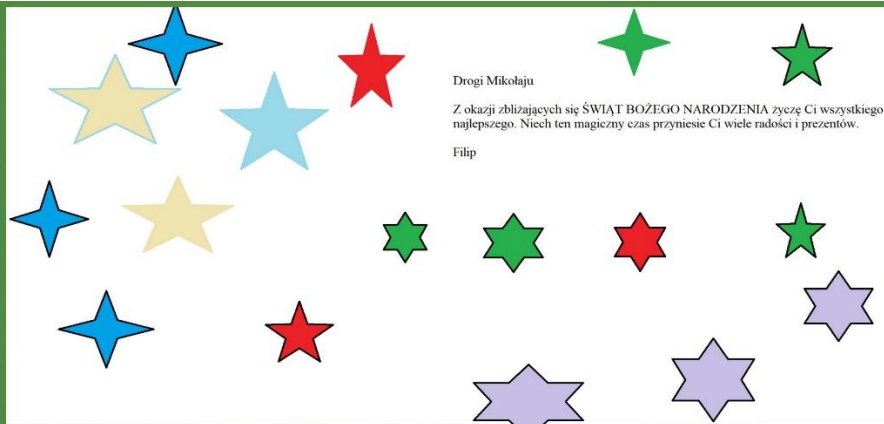 Drogi Mikołaju
Z okazji zbliżających się ŚWIĄT BOŻEGO NARODZENIA życzę Ci wszystkiego
najlepszego. Niech ten magiczny czas przyniesie Ci wiele radości i prezentów.
Filip